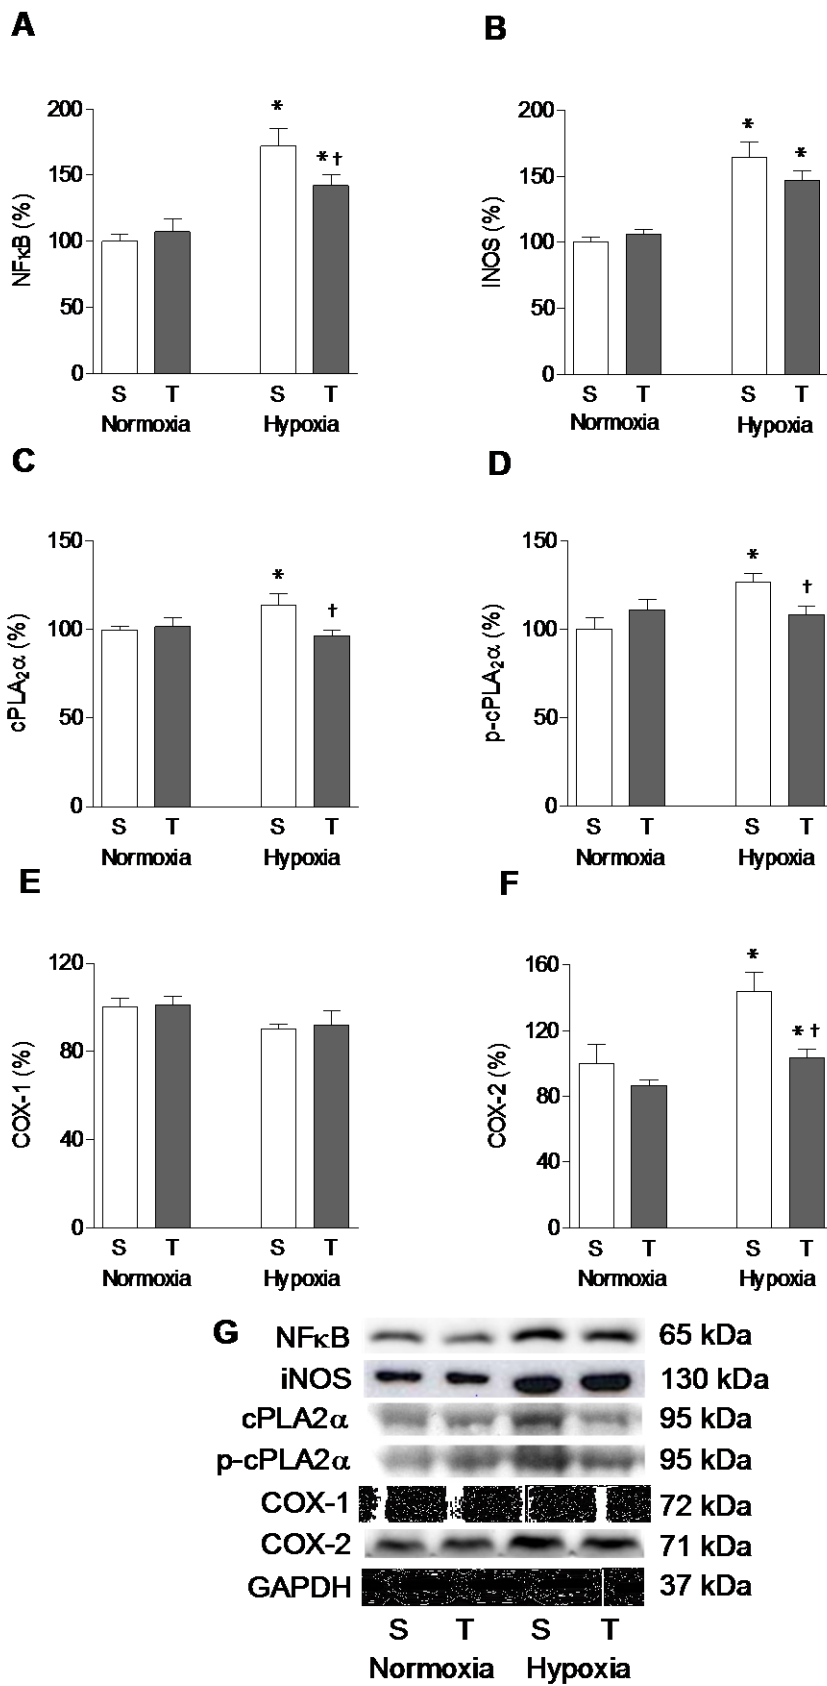 A
NFκB (%)
200
*
150
* †
100
50
0
S T S T
Normoxia Hypoxia
B
INOS (%)
200
* *
150
100
50
0
S T S T
Normoxia Hypoxia
C
cPLA₂α (%)
150
*
†
100
50
0
S T S T
Normoxia Hypoxia
D
p-cPLA₂α (%)
150
*
†
100
50
0
S T S T
Normoxia Hypoxia
E
COX-1 (%)
120
80
40
0
S T S T
Normoxia Hypoxia
F
COX-2 (%)
160
*
120
* †
80
40
0
S T S T
Normoxia Hypoxia
G
NFκB 65 kDa
iNOS 130 kDa
cPLA2α 95 kDa
p-cPLA2α 95 kDa
COX-1 72 kDa
COX-2 71 kDa
GAPDH 37 kDa
S T S T
Normoxia Hypoxia